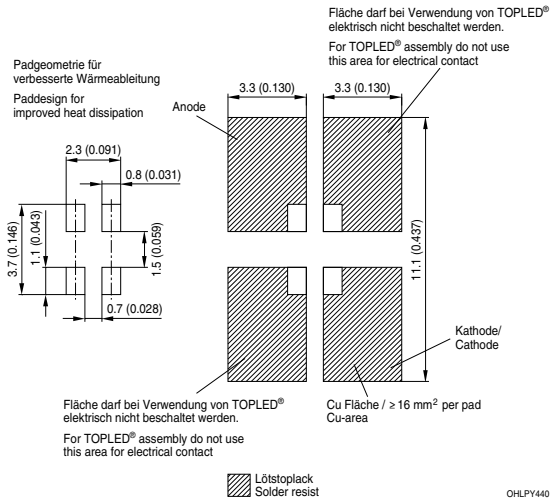 Fläche darf bei Verwendung von TOPLED®
elektrisch nicht beschaltet werden.
For TOPLED® assembly do not use
this area for electrical contact
Padgeometrie für
verbesserte Wärmeableitung
Paddesign for
improved heat dissipation
Anode
3.3 (0.130)
3.3 (0.130)
2.3 (0.091)
0.8 (0.031)
3.7 (0.146)
1.1 (0.043)
1.5 (0.059)
0.7 (0.028)
11.1 (0.437)
Kathode/
Cathode
Fläche darf bei Verwendung von TOPLED®
elektrisch nicht beschaltet werden.
For TOPLED® assembly do not use
this area for electrical contact
Cu Fläche / ≥ 16 mm² per pad
Cu-area
Lötstoplack
Solder resist
OHLPY440